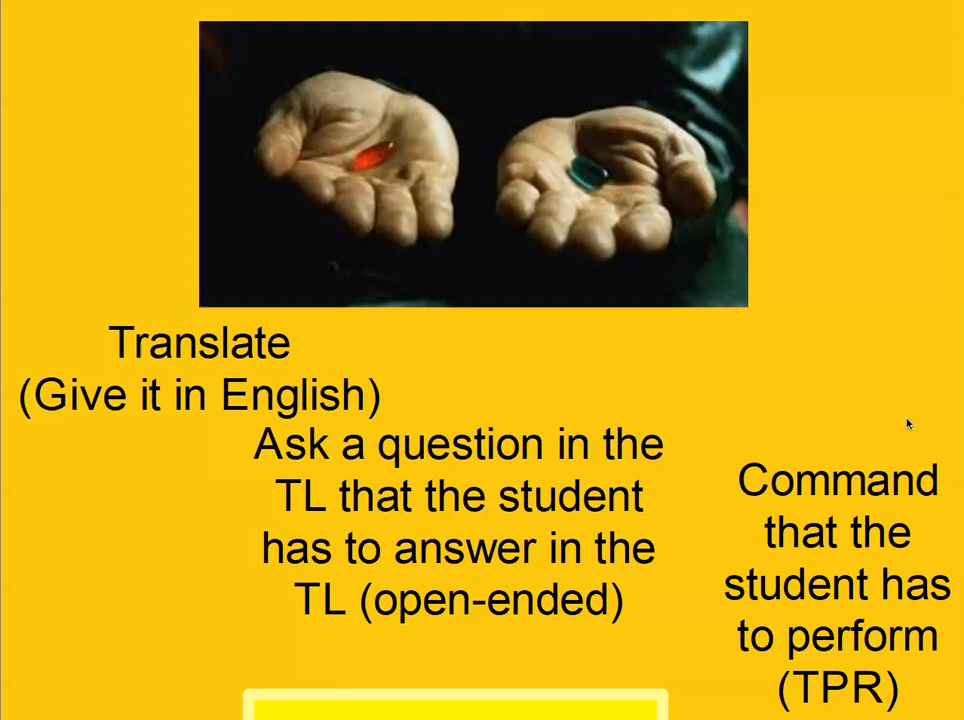 Translate
(Give it in English)
Ask a question in the
TL that the student
has to answer in the
TL (open-ended)
Command
that the
student has
to perform
(TPR)